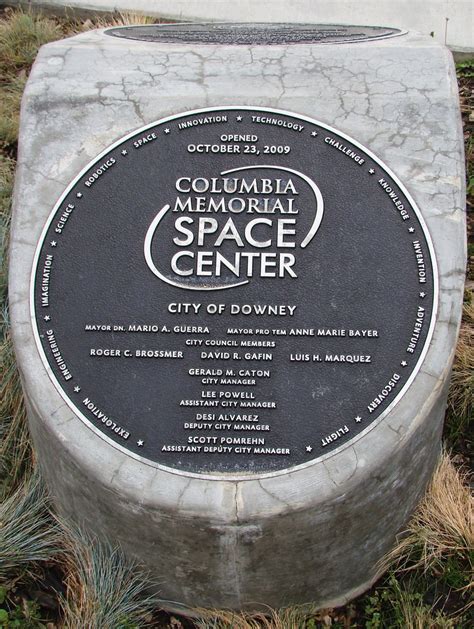 EXPLORATION ★ ENGINEERING ★ IMAGINATION ★ SCIENCE ★ ROBOTICS ★ SPACE ★ INNOVATION ★ TECHNOLOGY ★ CHALLENGE ★ KNOWLEDGE ★ INVENTION ★ ADVENTURE ★ DISCOVERY ★ FLIGHT ★
OPENED
OCTOBER 23, 2009
COLUMBIA
MEMORIAL
SPACE
CENTER
CITY OF DOWNEY
MAYOR DN. MARIO A. GUERRA MAYOR PRO TEM ANNE MARIE BAYER
CITY COUNCIL MEMBERS
ROGER C. BROSSMER DAVID R. GAFIN LUIS H. MARQUEZ
GERALD M. CATON
CITY MANAGER
LEE POWELL
ASSISTANT CITY MANAGER
DESI ALVAREZ
DEPUTY CITY MANAGER
SCOTT POMREHN
ASSISTANT DEPUTY CITY MANAGER